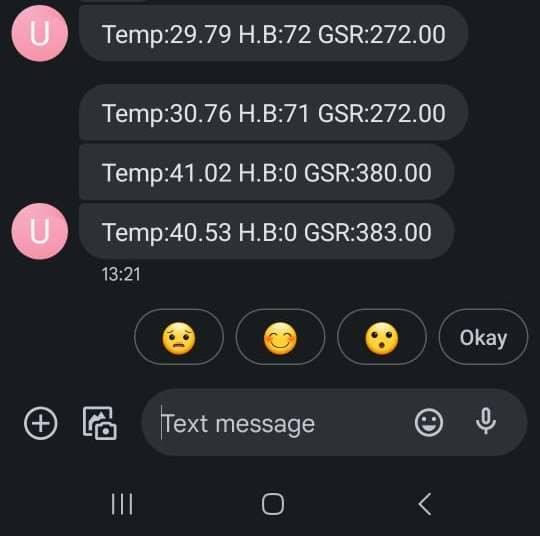 U
Temp:29.79 H.B:72 GSR:272.00
Temp:30.76 H.B:71 GSR:272.00
Temp:41.02 H.B:0 GSR:380.00
U
Temp:40.53 H.B:0 GSR:383.00
13:21
Okay
Text message